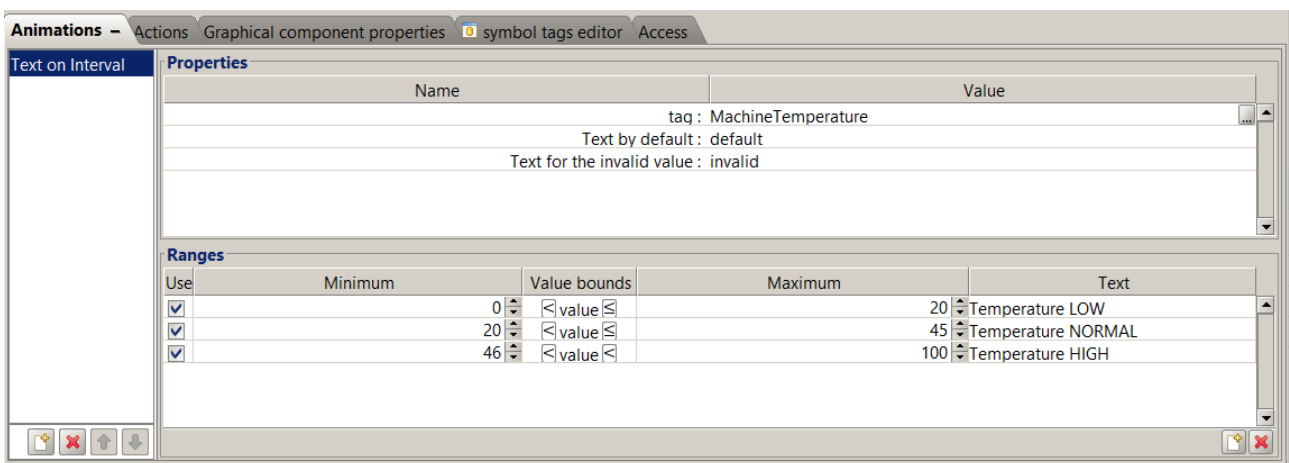 Animations – Actions Graphical component properties symbol tags editor Access
Text on Interval
Properties
Name Value
tag : MachineTemperature ...
Text by default : default
Text for the invalid value : invalid
Ranges
Use Minimum Value bounds Maximum Text
0 < value ≤ 20 Temperature LOW
20 < value ≤ 45 Temperature NORMAL
46 < value < 100 Temperature HIGH